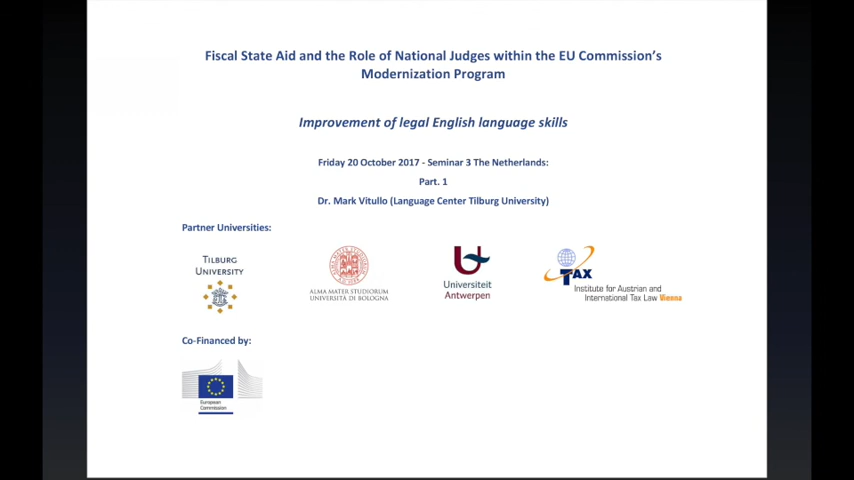 Fiscal State Aid and the Role of National Judges within the EU Commission's
Modernization Program
Improvement of legal English language skills
Friday 20 October 2017 - Seminar 3 The Netherlands:
Part. 1
Dr. Mark Vitullo (Language Center Tilburg University)
Partner Universities:
TILBURG
UNIVERSITY
ALMA MATER STUDIORUM
UNIVERSITÀ DI BOLOGNA
Universiteit
Antwerpen
TAX
Institute for Austrian and
International Tax Law Vienna
Co-Financed by:
European
Commission